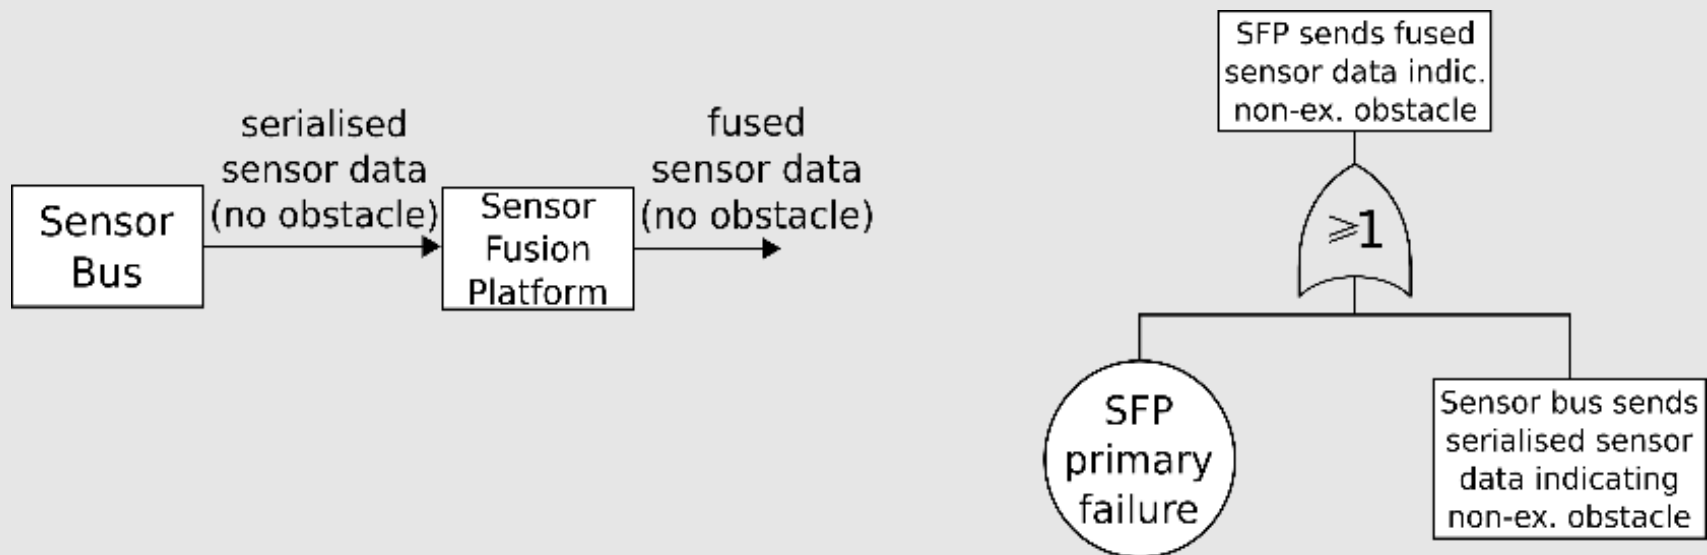 Sensor
Bus
serialised
sensor data
(no obstacle)
Sensor
Fusion
Platform
fused
sensor data
(no obstacle)
SFP sends fused
sensor data indic.
non-ex. obstacle
⩾1
SFP
primary
failure
Sensor bus sends
serialised sensor
data indicating
non-ex. obstacle